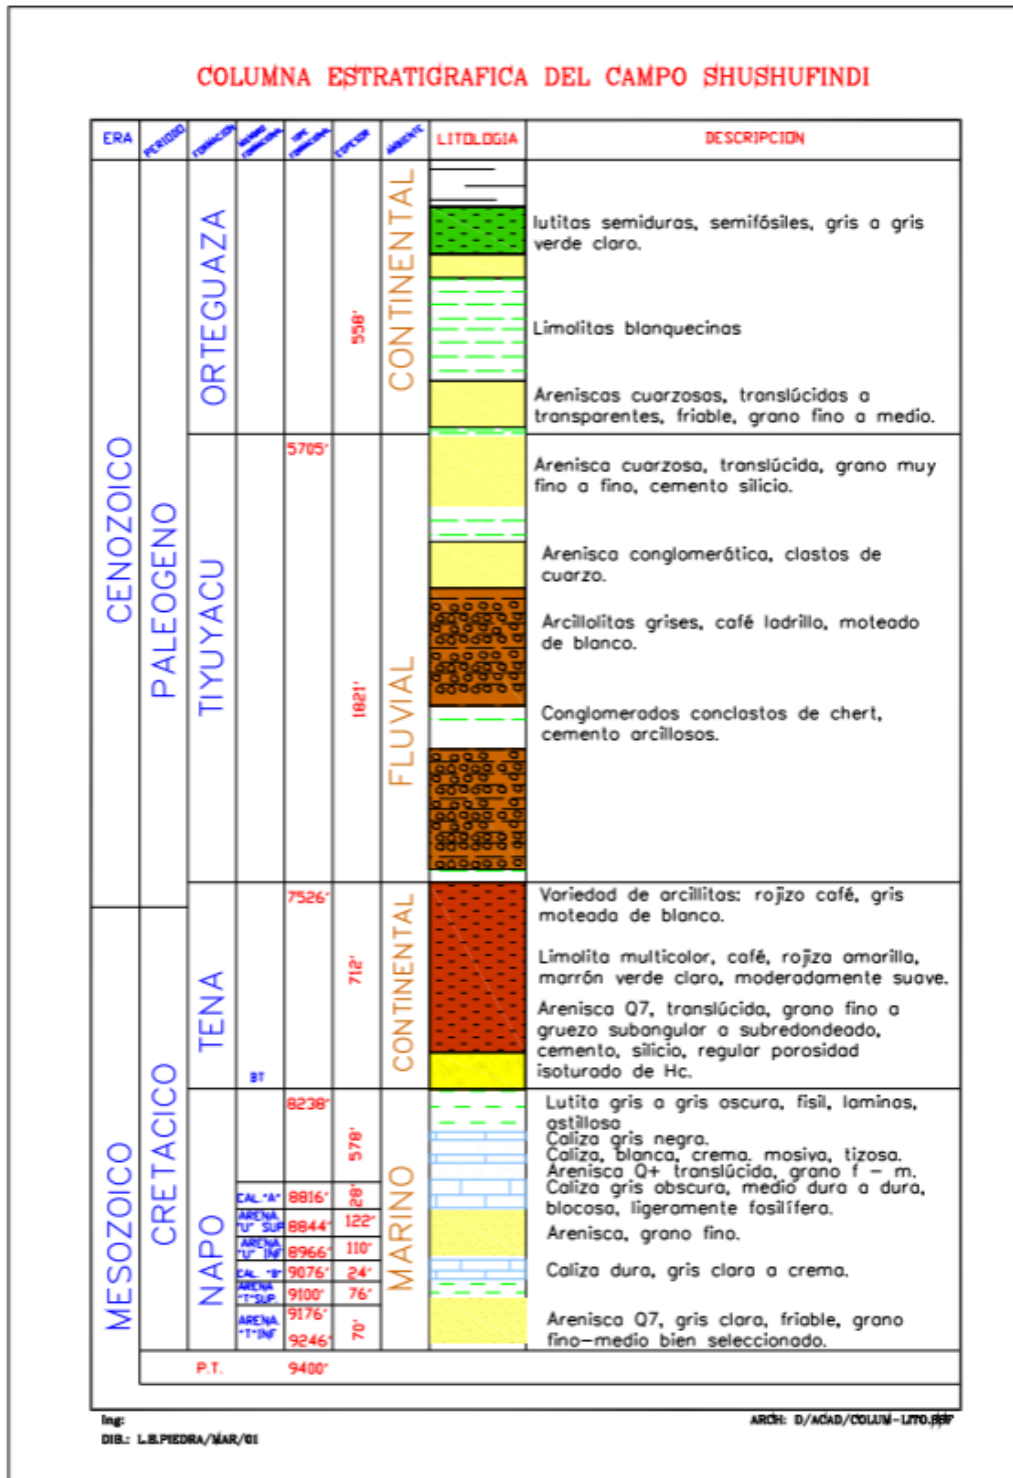 COLUMNA ESTRATIGRAFICA DEL CAMPO SHUSHUFINDI
ERA
PERIODO
FORMACION
MIEMBRO FORMACIONAL
TOPE FORMACIONAL
ESPESOR
AMBIENTE
LITOLOGIA
DESCRIPCION
CENOZOICO
PALEOGENO
ORTEGUAZA
558'
CONTINENTAL
lutitas semiduras, semifósiles, gris a gris
verde claro.
Limolitas blanquecinas
Areniscas cuarzosas, translúcidas a
transparentes, friable, grano fino a medio.
TIYUYACU
5705'
1821'
FLUVIAL
Arenisca cuarzosa, translúcida, grano muy
fino a fino, cemento silicio.
Arenisca conglomerática, clastos de
cuarzo.
Arcillolitas grises, café ladrillo, moteado
de blanco.
Conglomerados conclastos de chert,
cemento arcillosos.
MESOZOICO
CRETACICO
TENA
BT
7526'
712'
CONTINENTAL
Variedad de arcillitas: rojizo café, gris
moteada de blanco.
Limolita multicolor, café, rojiza amarilla,
marrón verde claro, moderadamente suave.
Arenisca Q7, translúcida, grano fino a
gruezo subangular a subredondeado,
cemento, silicio, regular porosidad
isoturado de Hc.
NAPO
8238'
578'
MARINO
CAL. "A" 8816' 28'
ARENA
"U" SUP 8844' 122'
ARENA
"U" INF 8966' 110'
CAL. "B" 9076' 24'
ARENA
"T"SUP. 9100' 76'
ARENA
"T"INF
9176'
9246'
70'
Lutita gris a gris oscura, fisil, laminas,
astillosa
Caliza gris negra.
Caliza, blanca, crema. mosiva, tizosa.
Arenisca Q+ translúcida, grano f - m.
Caliza gris obscura, medio dura a dura,
blocosa, ligeramente fosilífera.
Arenisca, grano fino.
Caliza dura, gris clara a crema.
Arenisca Q7, gris clara, friable, grano
fino-medio bien seleccionado.
P.T. 9400'
Ing:
DIB.: L.B.PIEDRA/MAR/01
ARCH: D/ACAD/COLUM-LITO.